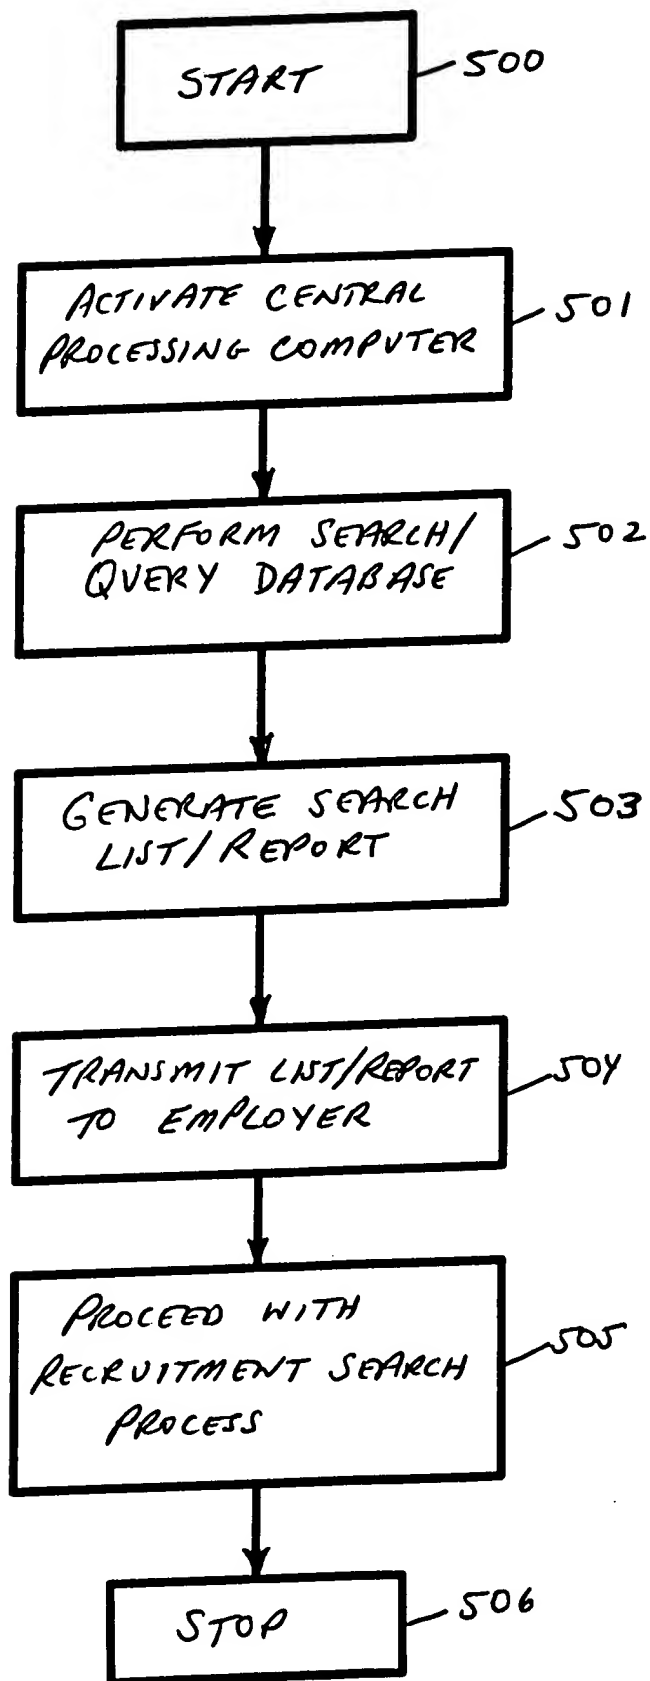 START
500
ACTIVATE CENTRAL
PROCESSING COMPUTER
501
PERFORM SEARCH/
QUERY DATABASE
502
GENERATE SEARCH
LIST/REPORT
503
TRANSMIT LIST/REPORT
TO EMPLOYER
504
PROCEED WITH
RECRUITMENT SEARCH
PROCESS
505
STOP
506